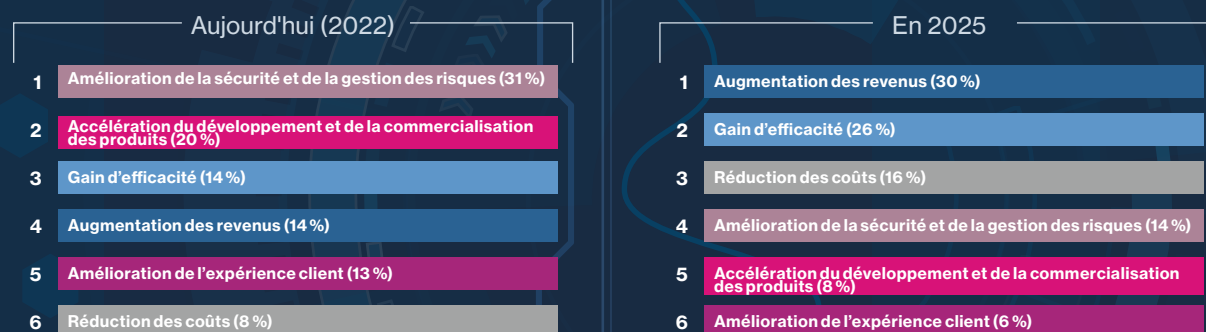 Aujourd'hui (2022)
1 Amélioration de la sécurité et de la gestion des risques (31 %)
2 Accélération du développement et de la commercialisation
des produits (20 %)
3 Gain d’efficacité (14 %)
4 Augmentation des revenus (14 %)
5 Amélioration de l’expérience client (13 %)
6 Réduction des coûts (8 %)
En 2025
1 Augmentation des revenus (30 %)
2 Gain d’efficacité (26 %)
3 Réduction des coûts (16 %)
4 Amélioration de la sécurité et de la gestion des risques (14 %)
5 Accélération du développement et de la commercialisation
des produits (8 %)
6 Amélioration de l’expérience client (6 %)